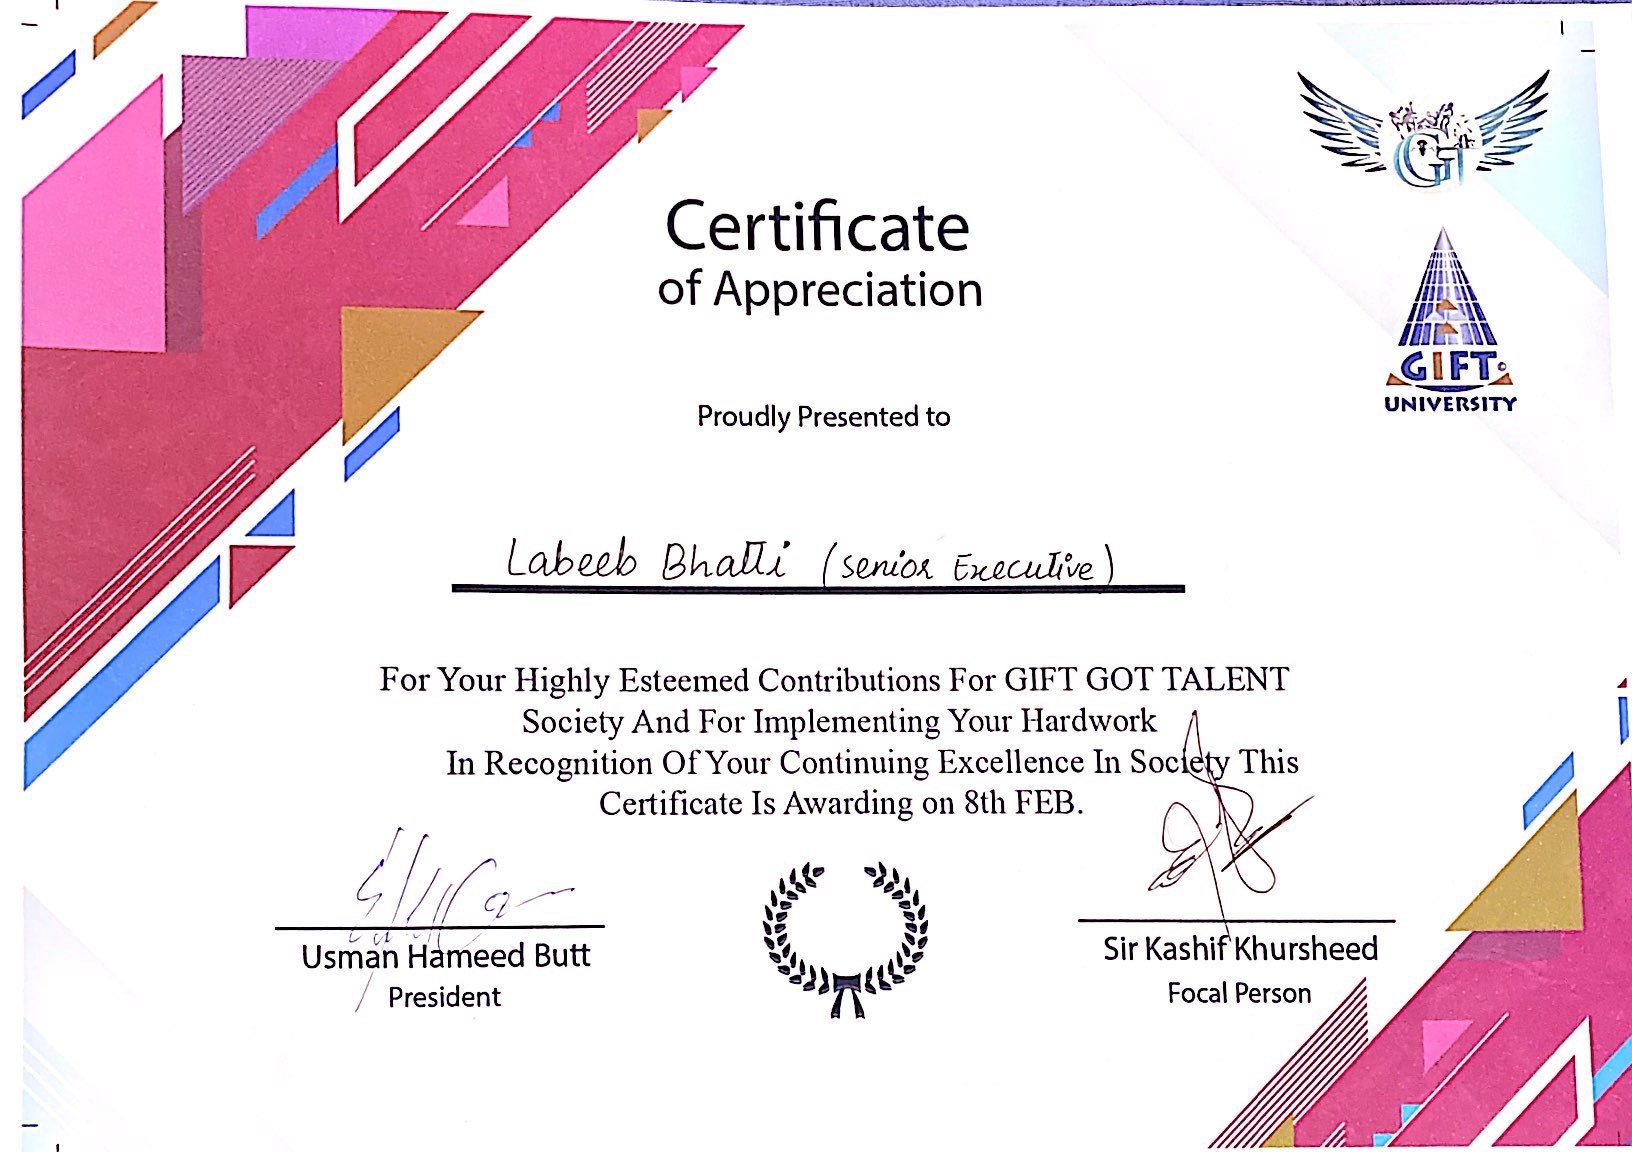 Certificate
of Appreciation
GIFT
UNIVERSITY
Proudly Presented to
Labeeb Bhatti (Senior Executive)
For Your Highly Esteemed Contributions For GIFT GOT TALENT
Society And For Implementing Your Hardwork
In Recognition Of Your Continuing Excellence In Society This
Certificate Is Awarding on 8th FEB.
Usman Hameed Butt
President
Sir Kashif Khursheed
Focal Person